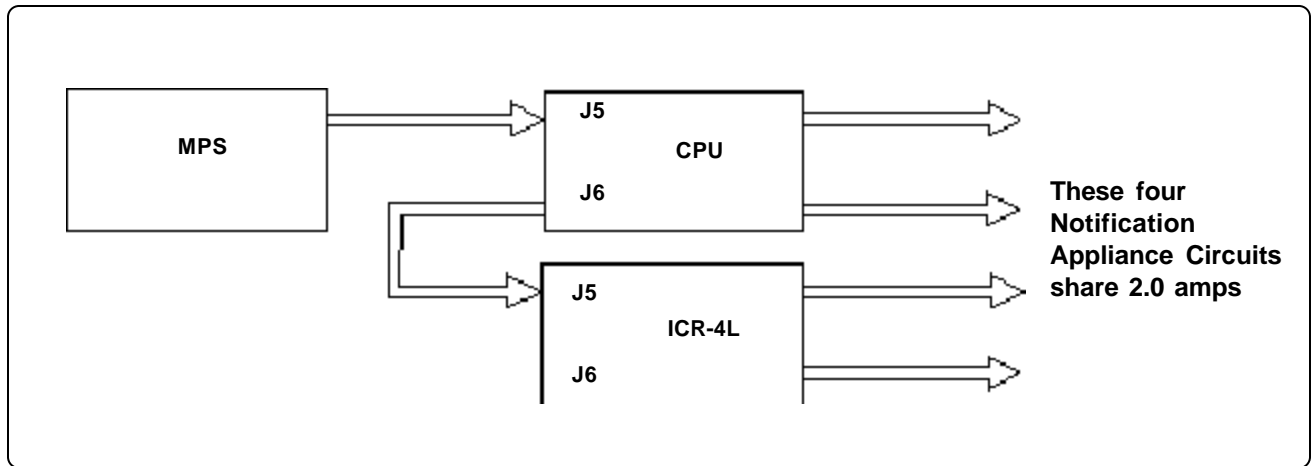 MPS
J5
CPU
J6
These four
Notification
Appliance Circuits
share 2.0 amps
J5
ICR-4L
J6